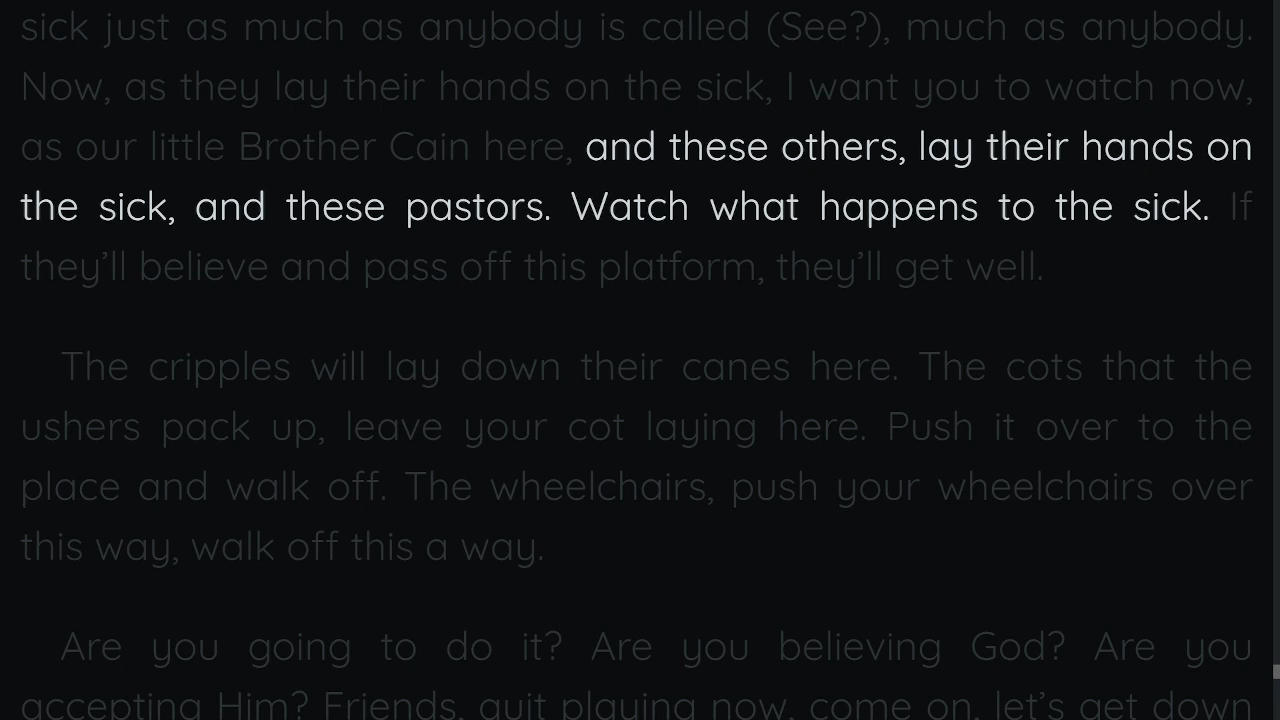 sick just as much as anybody is called (See?), much as anybody.
Now, as they lay their hands on the sick, I want you to watch now,
as our little Brother Cain here, and these others, lay their hands on
the sick, and these pastors. Watch what happens to the sick. If
they’ll believe and pass off this platform, they’ll get well.
The cripples will lay down their canes here. The cots that the
ushers pack up, leave your cot laying here. Push it over to the
place and walk off. The wheelchairs, push your wheelchairs over
this way, walk off this a way.
Are you going to do it? Are you believing God? Are you
accepting Him? Friends, quit playing now, come on, let’s get down